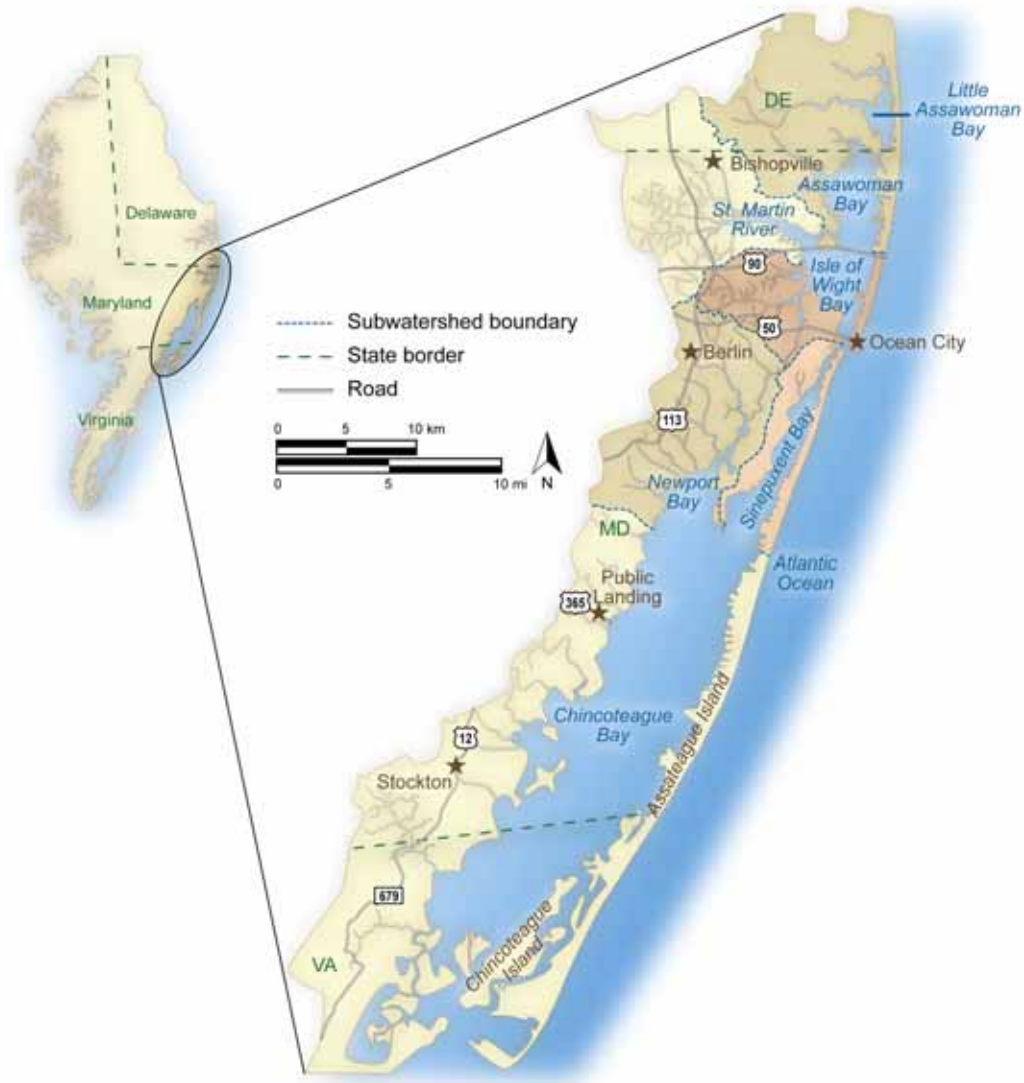 Delaware
Maryland
Virginia
Subwatershed boundary
State border
Road
0 5 10 km
0 5 10 mi
N
DE
Little
Assawoman
Bay
Bishopville
Assawoman
Bay
St. Martin
River
90
Isle of
Wight
Bay
50
Ocean City
Berlin
113
Newport
Bay
Sinepuxent Bay
MD
Atlantic
Ocean
Public
Landing
365
Chincoteague
Bay
Assateague Island
12
Stockton
679
Chincoteague
Island
VA